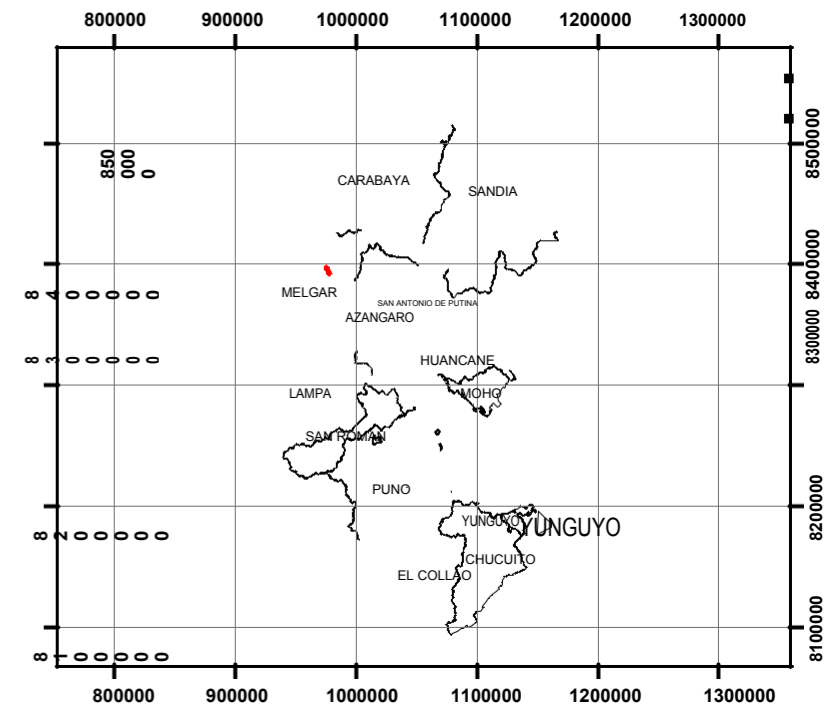 800000 900000 1000000 1100000 1200000 1300000
850
000
0
8500000
CARABAYA
SANDIA
8400000
MELGAR
8 4 0 0 0 0 0
SAN ANTONIO DE PUTINA
AZANGARO
8300000
8 3 0 0 0 0 0
HUANCANE
LAMPA
MOHO
SAN ROMAN
PUNO
8200000
YUNGUYO
YUNGUYO
8 2 0 0 0 0 0
CHUCUITO
EL COLLAO
8100000
8 1 0 0 0 0 0
800000 900000 1000000 1100000 1200000 1300000